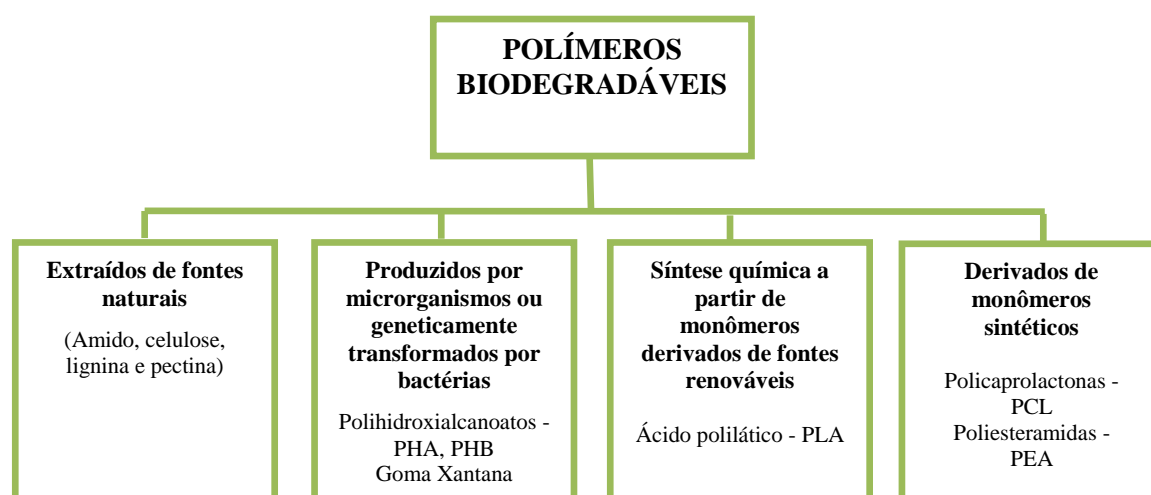 POLÍMEROS
BIODEGRADÁVEIS
Extraídos de fontes
naturais
(Amido, celulose,
lignina e pectina)
Produzidos por
microrganismos ou
geneticamente
transformados por
bactérias
Polihidroxialcanoatos -
PHA, PHB
Goma Xantana
Síntese química a
partir de
monômeros
derivados de fontes
renováveis
Ácido polilático - PLA
Derivados de
monômeros
sintéticos
Policaprolactonas -
PCL
Poliesteramidas -
PEA